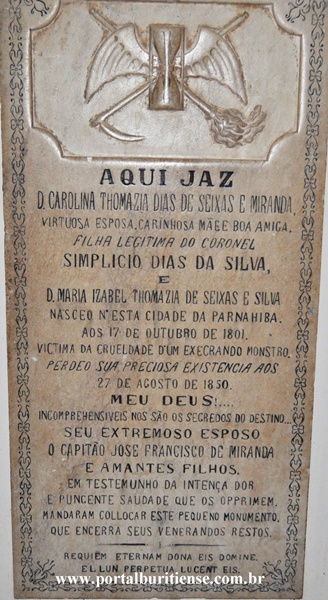 AQUI JAZ
D. CAROLINA THOMAZIA DIAS DE SEIXAS E MIRANDA,
VIRTUOSA ESPOSA, CARINHOSA MÃE E BOA AMIGA,
FILHA LEGITIMA DO CORONEL
SIMPLICIO DIAS DA SILVA,
E
D. MARIA IZABEL THOMAZIA DE SEIXAS E SILVA
NASCEO N'ESTA CIDADE DA PARNAHIBA.
AOS 17 DE OUTUBRO DE 1801.
VICTIMA DA CRUELDADE D'UM EXECRANDO MONSTRO.
PERDEO SUA PRECIOSA EXISTENCIA AOS
27 DE AGOSTO DE 1850.
MEU DEUS!....
INCOMPREHENSIVEIS NOS SÃO OS SEGREDOS DO DESTINO...
SEU EXTREMOSO ESPOSO
O CAPITÃO JOSE FRANCISCO DE MIRANDA
E AMANTES FILHOS,
EM TESTEMUNHO DA INTENÇA DOR
E PUNGENTE SAUDADE QUE OS OPPRIMEM,
MANDARAM COLLOCAR ESTE PEQUENO MONUMENTO,
QUE ENCERRA SEUS VENERANDOS RESTOS.
REQUIEM ETERNAM DONA EIS DOMINE,
ELLUN PERPETUA LUCENT EIS.
www.portalburitiense.com.br